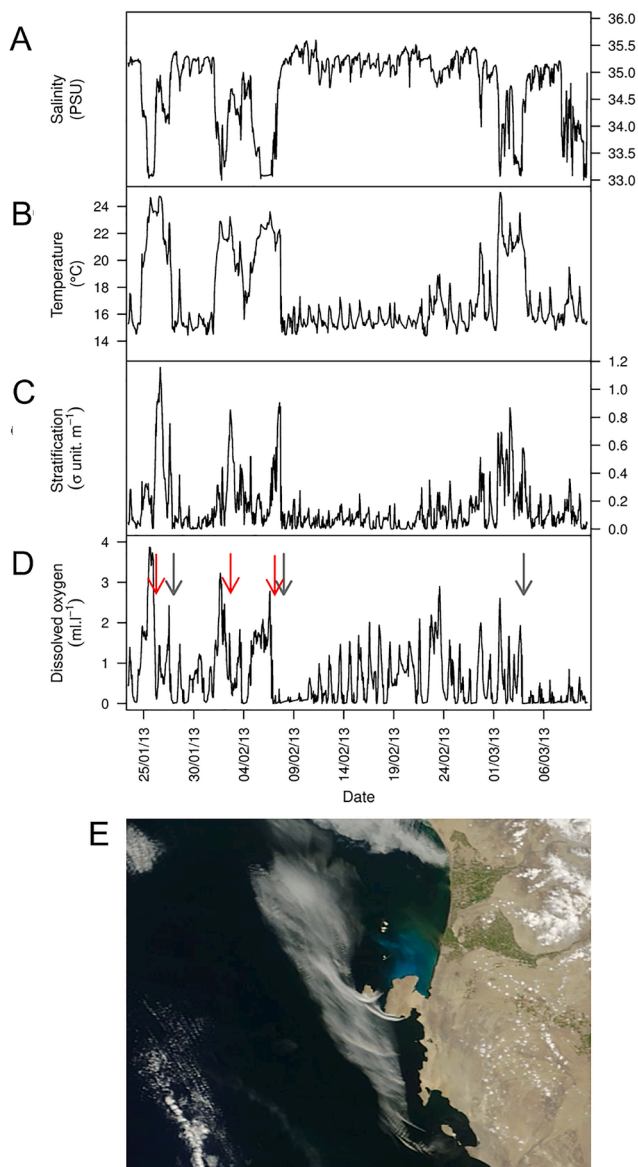 A
Salinity
(PSU)
36.0
35.5
35.0
34.5
34.0
33.5
33.0
B
Temperature
(°C)
24
22
20
18
16
14
C
Stratification
(σ unit. m⁻¹)
1.2
1.0
0.8
0.6
0.4
0.2
0.0
D
Dissolved oxygen
(ml.l⁻¹)
4
3
2
1
0
25/01/13
30/01/13
04/02/13
09/02/13
14/02/13
19/02/13
24/02/13
01/03/13
06/03/13
Date
E